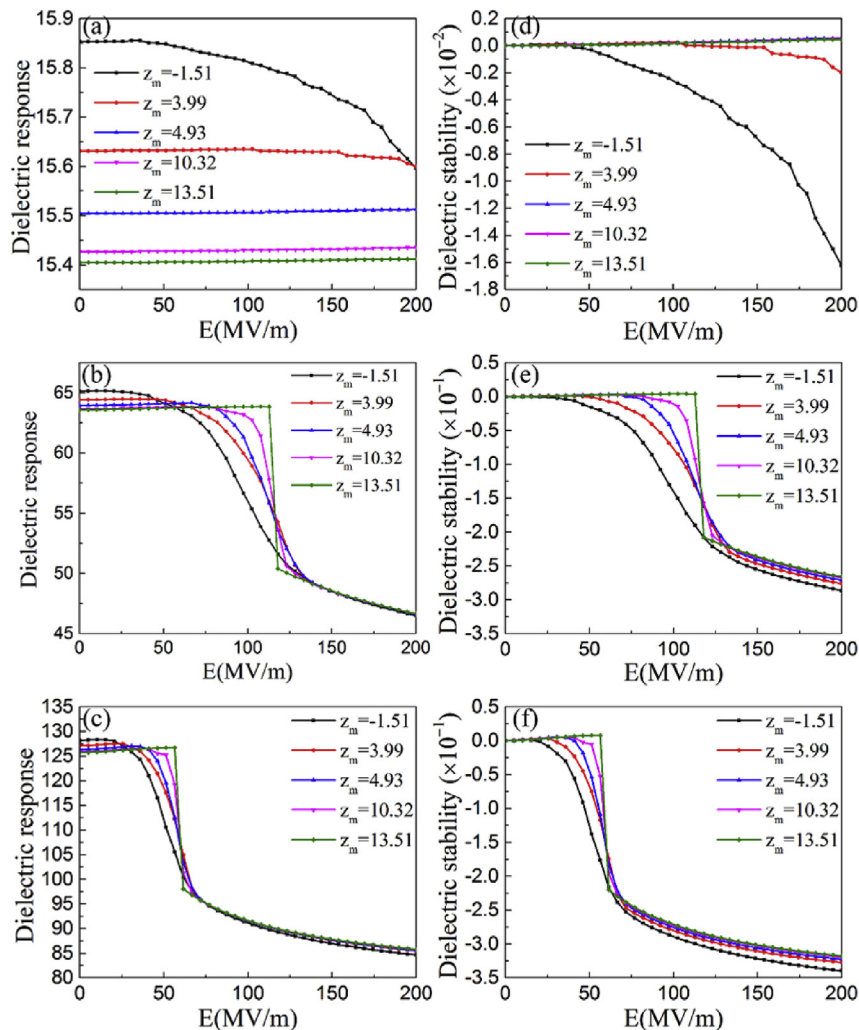 (a)
Dielectric response
15.9
15.8
15.7
15.6
15.5
15.4
z_m=-1.51
z_m=3.99
z_m=4.93
z_m=10.32
z_m=13.51
0 50 100 150 200
E(MV/m)
(d)
Dielectric stability (×10⁻²)
0.2
0.0
-0.2
-0.4
-0.6
-0.8
-1.0
-1.2
-1.4
-1.6
-1.8
z_m=-1.51
z_m=3.99
z_m=4.93
z_m=10.32
z_m=13.51
0 50 100 150 200
E(MV/m)
(b)
Dielectric response
65
60
55
50
45
z_m=-1.51
z_m=3.99
z_m=4.93
z_m=10.32
z_m=13.51
0 25 50 75 100 125 150 175 200
E(MV/m)
(e)
Dielectric stability (×10⁻¹)
0.5
0.0
-0.5
-1.0
-1.5
-2.0
-2.5
-3.0
-3.5
z_m=-1.51
z_m=3.99
z_m=4.93
z_m=10.32
z_m=13.51
0 50 100 150 200
E(MV/m)
(c)
Dielectric response
135
130
125
120
115
110
105
100
95
90
85
80
z_m=-1.51
z_m=3.99
z_m=4.93
z_m=10.32
z_m=13.51
0 50 100 150 200
E(MV/m)
(f)
Dielectric stability (×10⁻¹)
0.5
0.0
-0.5
-1.0
-1.5
-2.0
-2.5
-3.0
-3.5
z_m=-1.51
z_m=3.99
z_m=4.93
z_m=10.32
z_m=13.51
0 50 100 150 200
E(MV/m)